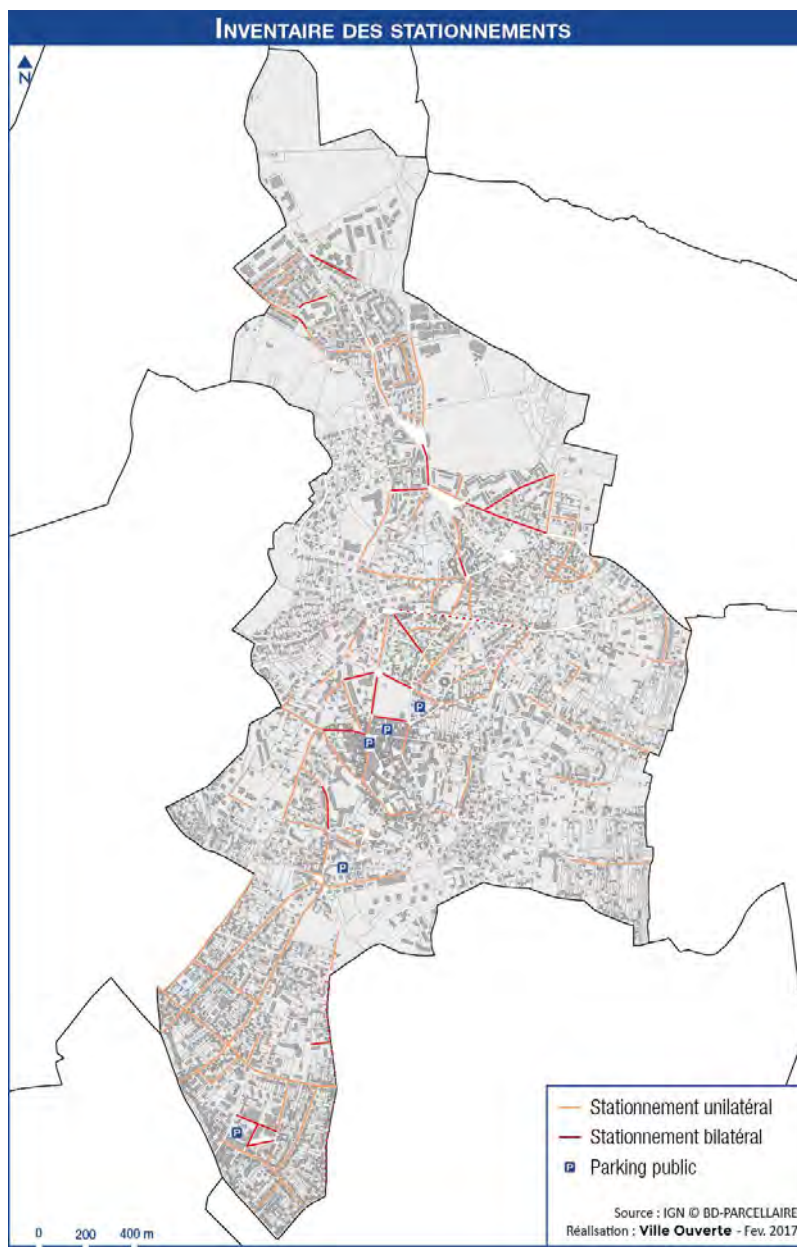 INVENTAIRE DES STATIONNEMENTS
N
P
P
P
P
P
Stationnement unilatéral
Stationnement bilatéral
P Parking public
Source : IGN © BD-PARCELLAIRE
Réalisation : Ville Ouverte - Fev. 2017
0 200 400 m